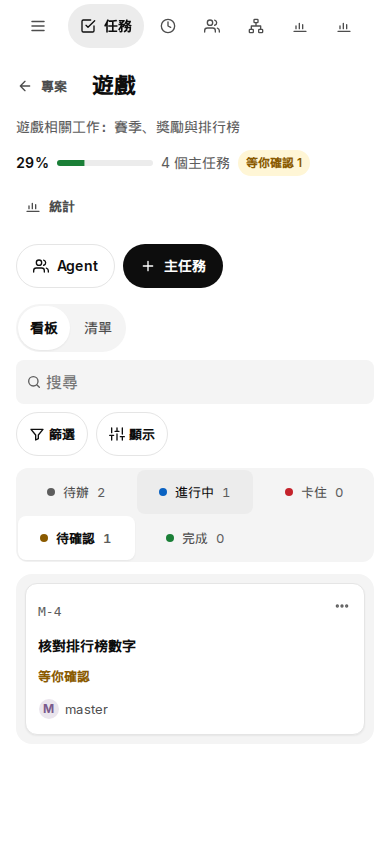 任務
專案 遊戲
遊戲相關工作：賽季、獎勵與排行榜
29% 4 個主任務 等你確認 1
統計
Agent 主任務
看板 清單
搜尋
篩選 顯示
待辦 2 進行中 1 卡住 0
待確認 1 完成 0
M-4
核對排行榜數字
等你確認
M master